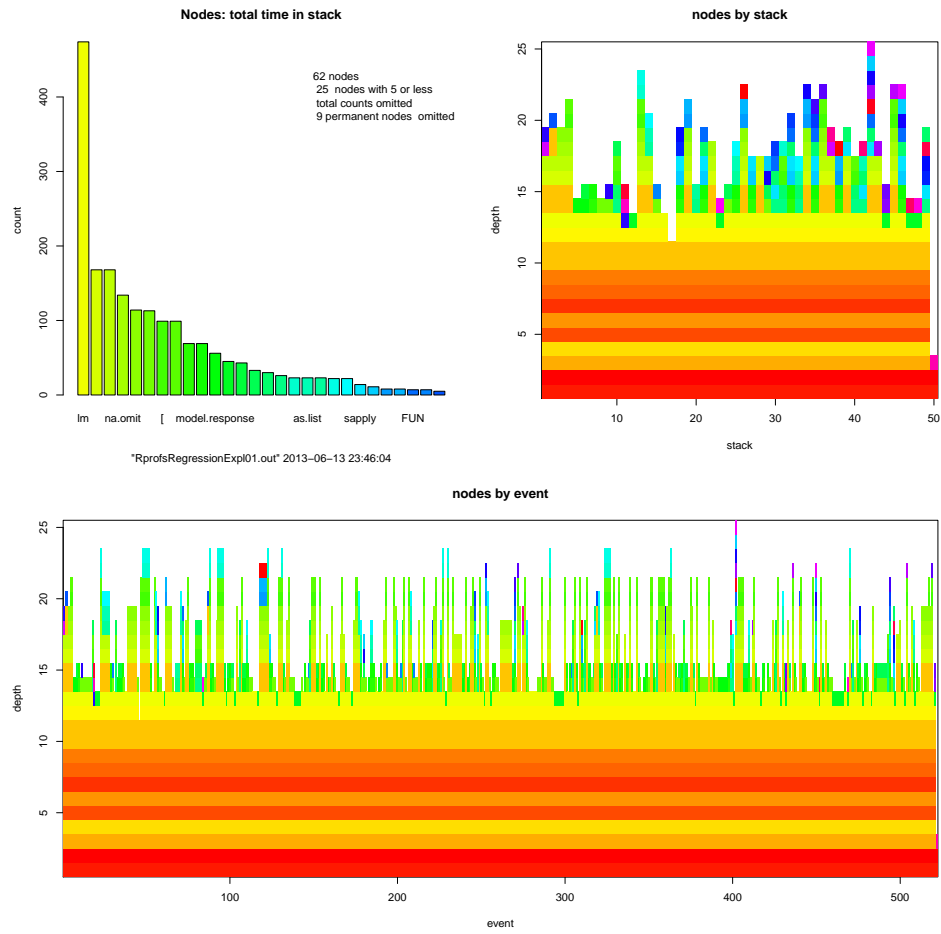 Nodes: total time in stack
62 nodes
25 nodes with 5 or less
total counts omitted
9 permanent nodes omitted
count
0
100
200
300
400
lm na.omit [ model.response as.list sapply FUN
"RprofsRegressionExpl01.out" 2013−06−13 23:46:04
nodes by stack
depth
5
10
15
20
25
10 20 30 40 50
stack
nodes by event
depth
5
10
15
20
25
100 200 300 400 500
event